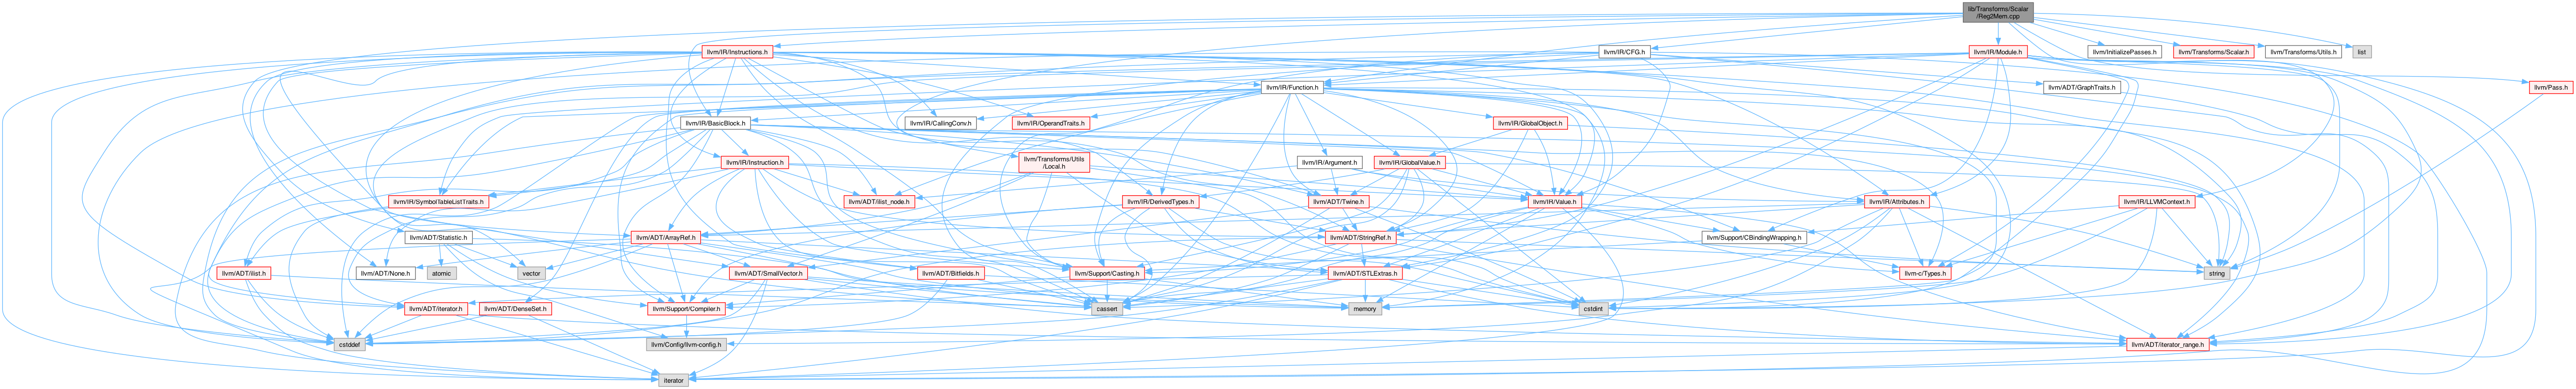 lib/Transforms/Scalar
/Reg2Mem.cpp
llvm/IR/Instructions.h
llvm/IR/CFG.h
llvm/IR/Module.h
llvm/InitializePasses.h
llvm/Transforms/Scalar.h
llvm/Transforms/Utils.h
list
llvm/IR/Function.h
llvm/ADT/GraphTraits.h
llvm/Pass.h
llvm/IR/BasicBlock.h
llvm/IR/CallingConv.h
llvm/IR/OperandTraits.h
llvm/IR/GlobalObject.h
llvm/IR/Instruction.h
llvm/Transforms/Utils
/Local.h
llvm/IR/Argument.h
llvm/IR/GlobalValue.h
llvm/IR/SymbolTableListTraits.h
llvm/ADT/ilist_node.h
llvm/IR/DerivedTypes.h
llvm/ADT/Twine.h
llvm/IR/Value.h
llvm/IR/Attributes.h
llvm/IR/LLVMContext.h
llvm/ADT/Statistic.h
llvm/ADT/ArrayRef.h
llvm/ADT/StringRef.h
llvm/Support/CBindingWrapping.h
llvm/ADT/ilist.h
llvm/ADT/None.h
atomic
vector
llvm/ADT/SmallVector.h
llvm/ADT/Bitfields.h
llvm/Support/Casting.h
llvm/ADT/STLExtras.h
llvm-c/Types.h
string
llvm/ADT/iterator.h
llvm/ADT/DenseSet.h
llvm/Support/Compiler.h
cassert
memory
cstdint
cstddef
llvm/Config/llvm-config.h
llvm/ADT/iterator_range.h
iterator